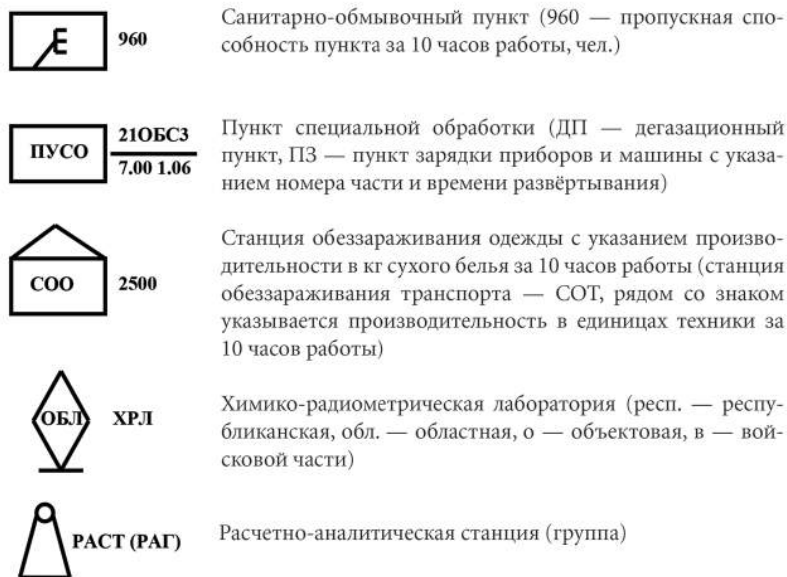 960
Санитарно-обмывочный пункт (960 — пропускная спо-
собность пункта за 10 часов работы, чел.)
ПУСО
21ОБСЗ
7.00 1.06
Пункт специальной обработки (ДП — дегазационный
пункт, ПЗ — пункт зарядки приборов и машины с указа-
нием номера части и времени развёртывания)
СОО
2500
Станция обеззараживания одежды с указанием произво-
дительности в кг сухого белья за 10 часов работы (станция
обеззараживания транспорта — СОТ, рядом со знаком
указывается производительность в единицах техники за
10 часов работы)
ОБЛ
ХРЛ
Химико-радиометрическая лаборатория (респ. — респу-
бликанская, обл. — областная, о — объектовая, в — вой-
сковой части)
РАСТ (РАГ)
Расчетно-аналитическая станция (группа)